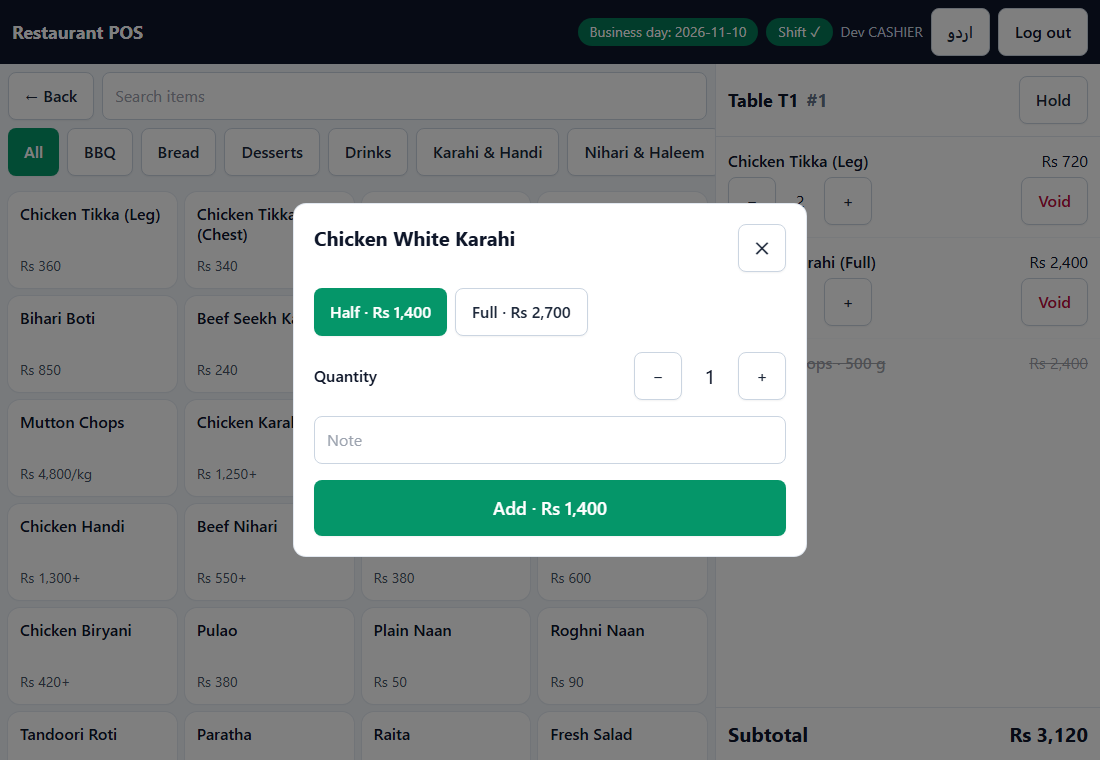 Restaurant POS
Business day: 2026-11-10
Shift ✓
Dev CASHIER
اردو
Log out
← Back
Search items
Table T1 #1
Hold
All
BBQ
Bread
Desserts
Drinks
Karahi & Handi
Nihari & Haleem
Chicken Tikka (Leg)
Rs 360
Chicken Tikka
(Chest)
Rs 340
Bihari Boti
Rs 850
Beef Seekh
Rs 240
Mutton Chops
Rs 4,800/kg
Chicken
Rs 1,250+
Chicken Handi
Rs 1,300+
Beef Nihari
Rs 550+
Rs 380
Rs 600
Chicken Biryani
Rs 420+
Pulao
Rs 380
Plain Naan
Rs 50
Roghni Naan
Rs 90
Tandoori Roti
Paratha
Raita
Fresh Salad
Chicken White Karahi
×
Half · Rs 1,400
Full · Rs 2,700
Quantity
− 1 +
Note
Add · Rs 1,400
Chicken Tikka (Leg)
Rs 720
− 2 +
Void
(Full)
Rs 2,400
+
Void
· 500 g
Rs 2,400
Subtotal
Rs 3,120